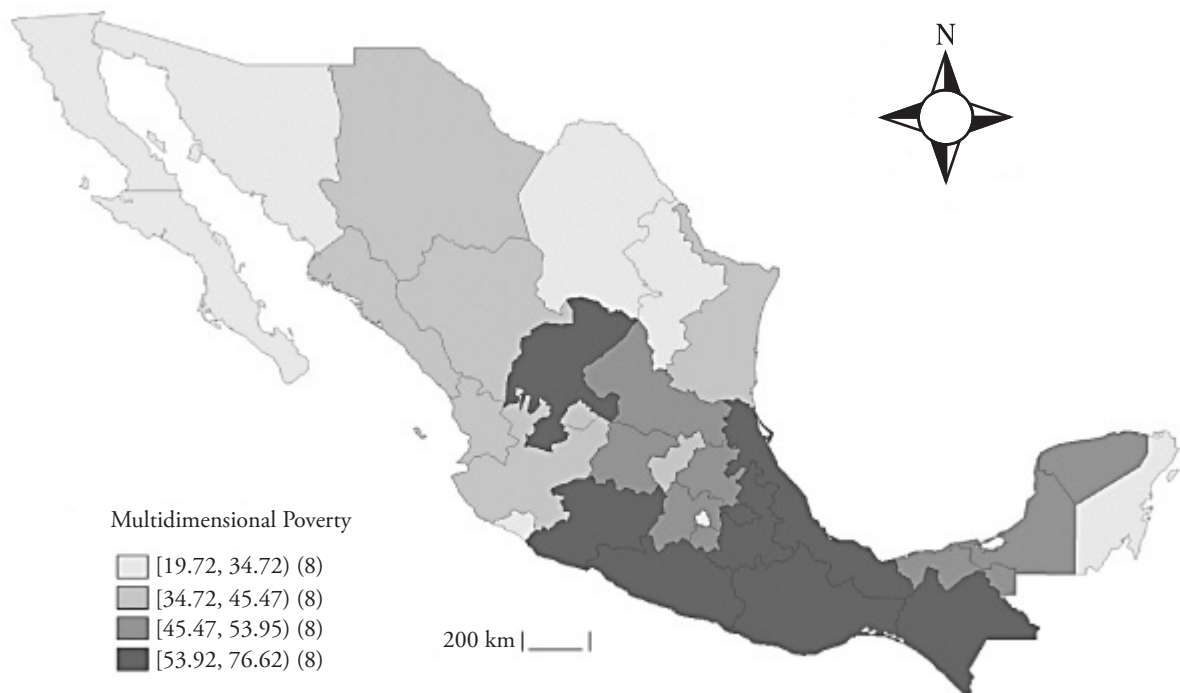 N
Multidimensional Poverty
[19.72, 34.72) (8)
[34.72, 45.47) (8)
[45.47, 53.95) (8)
[53.92, 76.62) (8)
200 km